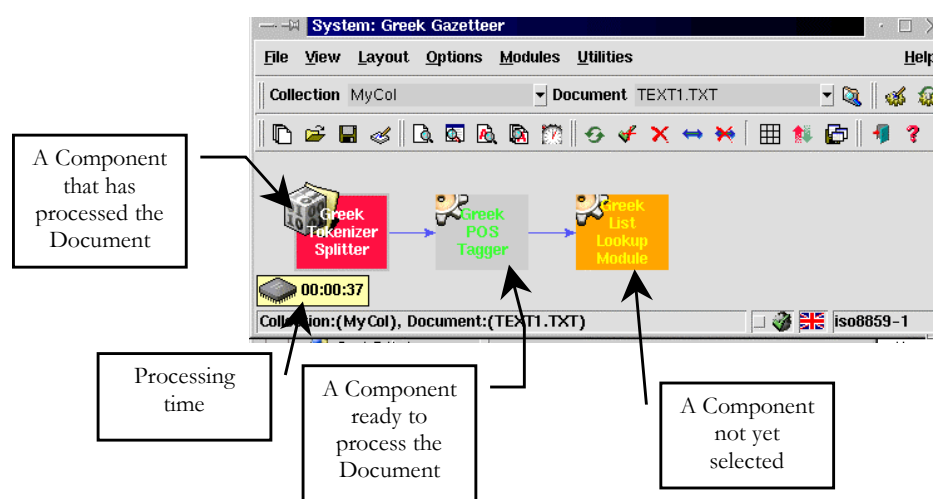 System: Greek Gazetteer
File View Layout Options Modules Utilities Help
Collection MyCol Document TEXT1.TXT
A Component
that has
processed the
Document
Greek
Tokenizer
Splitter
Greek
POS
Tagger
Greek
List
Lookup
Module
00:00:37
Collection:(MyCol), Document:(TEXT1.TXT) iso8859-1
Processing
time
A Component
ready to
process the
Document
A Component
not yet
selected